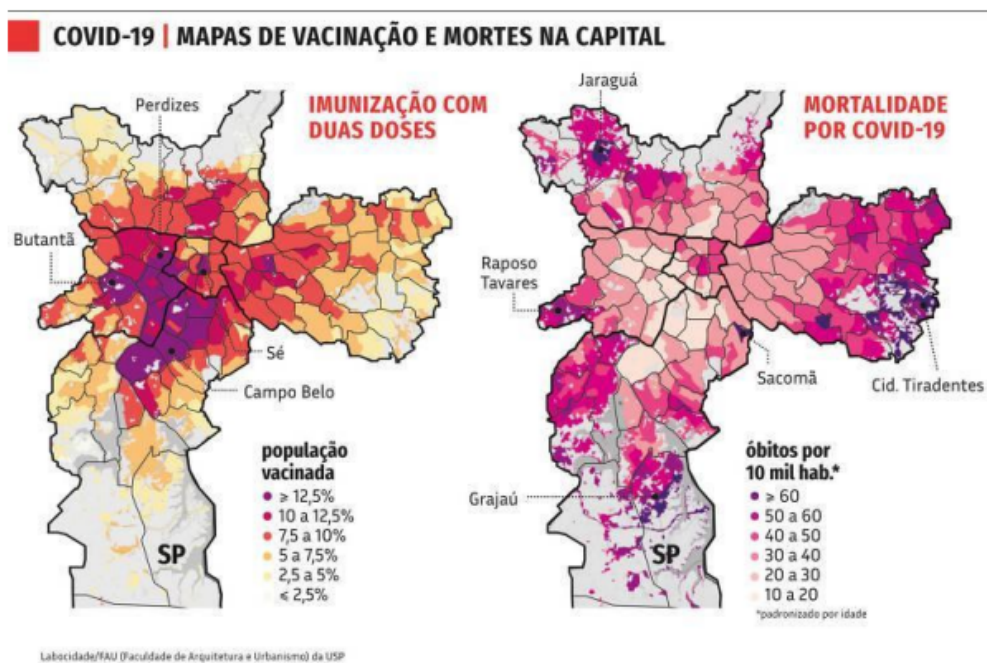 COVID-19 | MAPAS DE VACINAÇÃO E MORTES NA CAPITAL
IMUNIZAÇÃO COM
DUAS DOSES
Perdizes
Butantã
Sé
Campo Belo
população
vacinada
≥ 12,5%
10 a 12,5%
7,5 a 10%
5 a 7,5%
2,5 a 5%
≤ 2,5%
SP
MORTALIDADE
POR COVID-19
Jaraguá
Raposo
Tavares
Sacomã
Cid. Tiradentes
Grajaú
óbitos por
10 mil hab.*
≥ 60
50 a 60
40 a 50
30 a 40
20 a 30
10 a 20
*padronizado por idade
SP
Labocidade/FAU (Faculdade de Arquitetura e Urbanismo) da USP